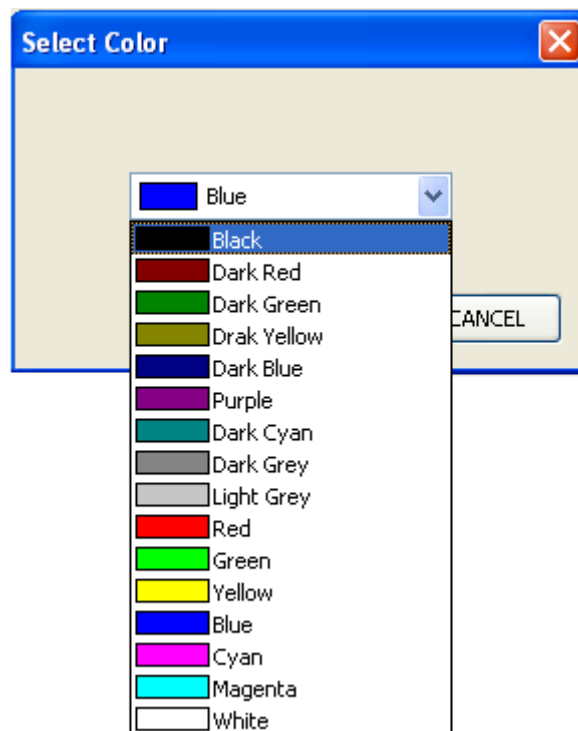 Select Color
Blue
Black
Dark Red
Dark Green
Drak Yellow
CANCEL
Dark Blue
Purple
Dark Cyan
Dark Grey
Light Grey
Red
Green
Yellow
Blue
Cyan
Magenta
White